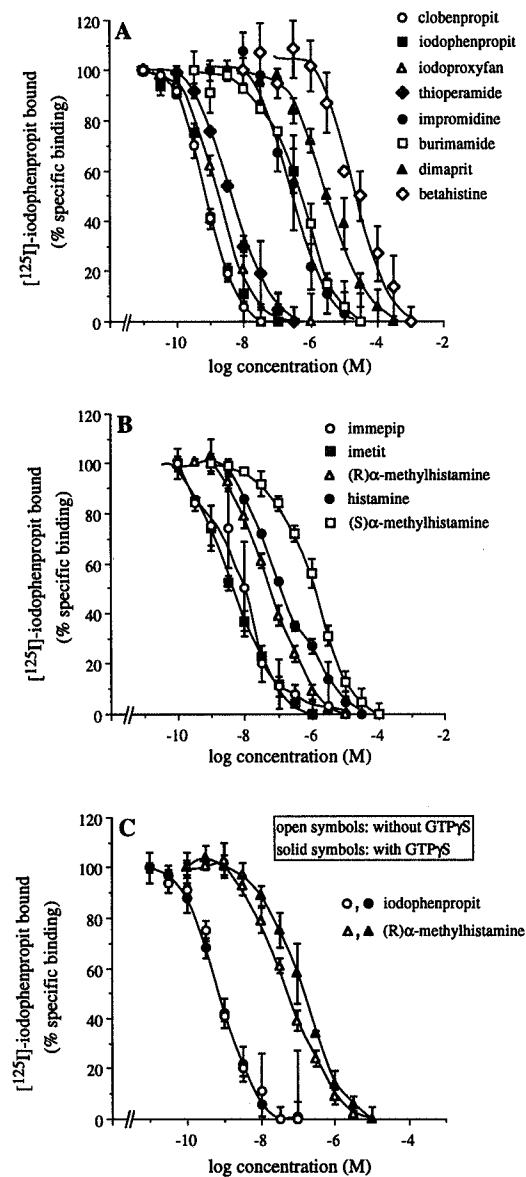 A
clobenpropit
iodophenpropit
iodoproxyfan
thioperamide
impromidine
burimamide
dimaprit
betahistine
120
100
80
60
40
20
0
[125I]-iodophenpropit bound
(% specific binding)
-10 -8 -6 -4 -2
log concentration (M)
B
immepip
imetit
(R)α-methylhistamine
histamine
(S)α-methylhistamine
120
100
80
60
40
20
0
[125I]-iodophenpropit bound
(% specific binding)
-10 -8 -6 -4 -2
log concentration (M)
C
open symbols: without GTPγS
solid symbols: with GTPγS
, iodophenpropit
, (R)α-methylhistamine
120
100
80
60
40
20
0
[125I]-iodophenpropit bound
(% specific binding)
-10 -8 -6 -4
log concentration (M)